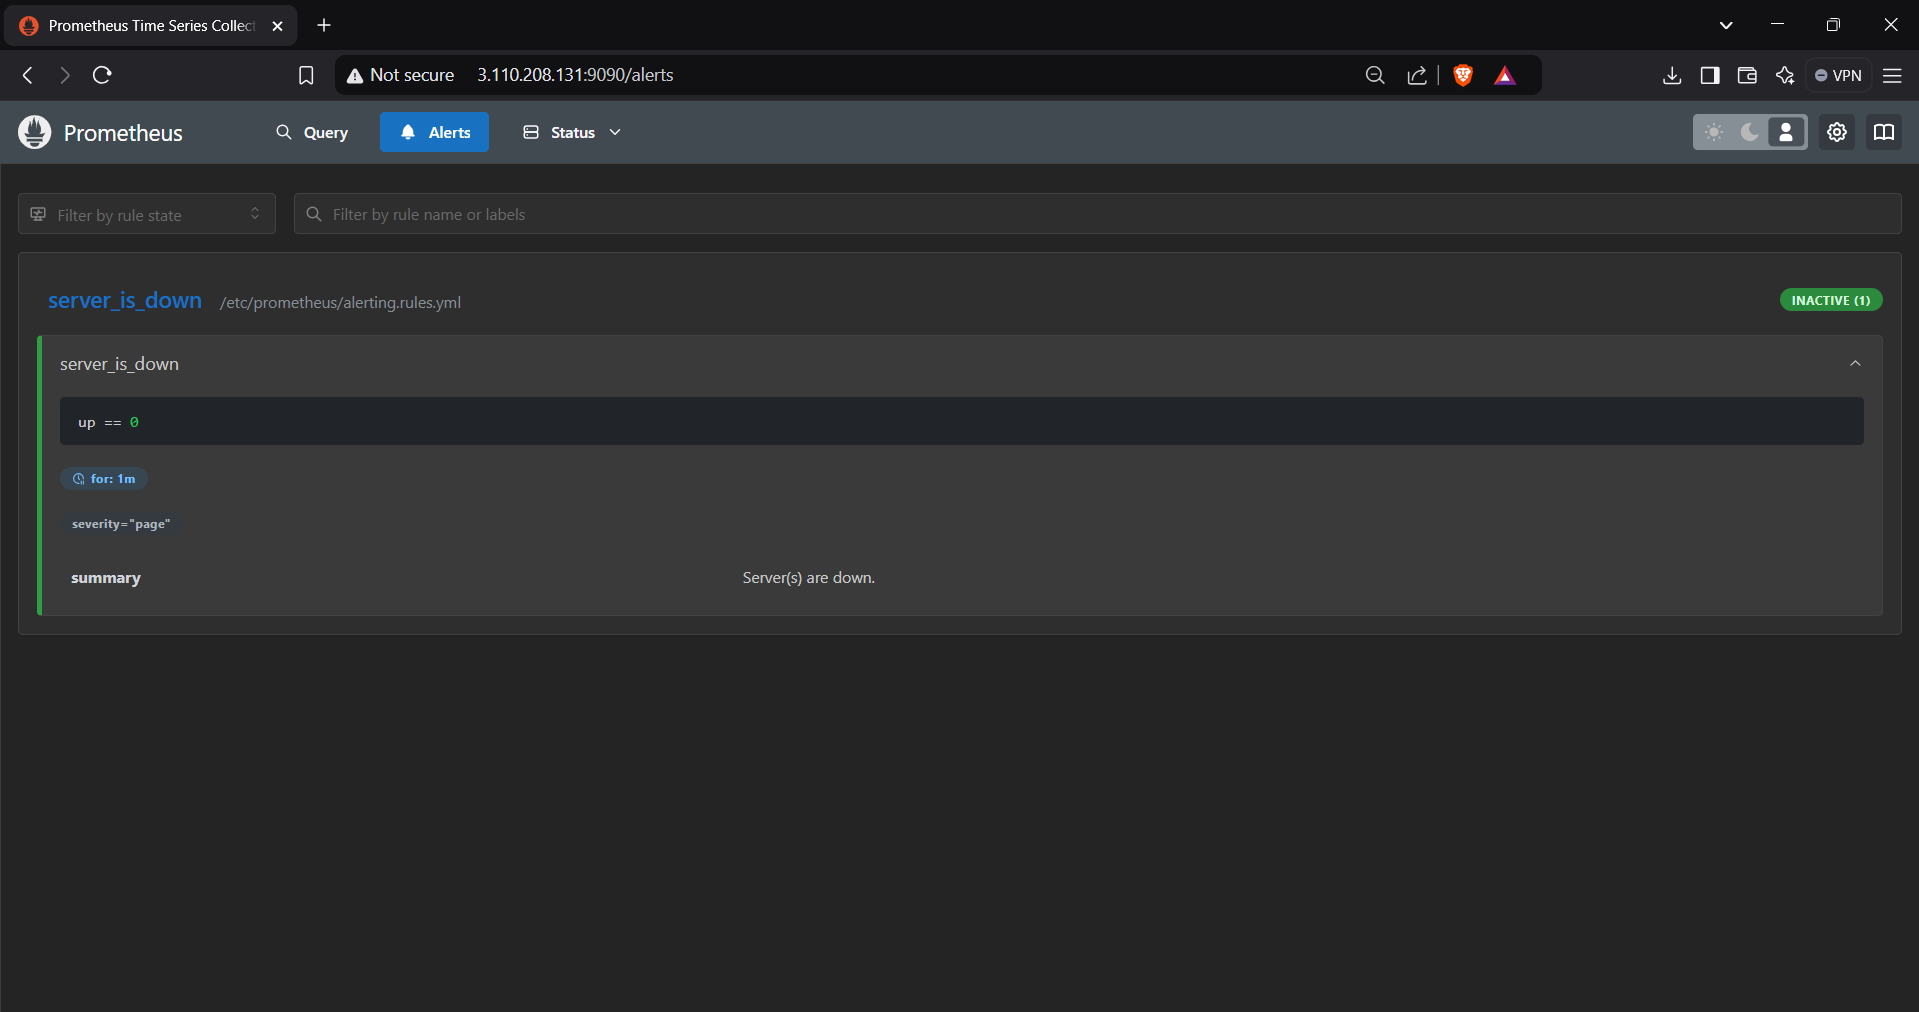 Prometheus Time Series Collect
Not secure 3.110.208.131:9090/alerts
VPN
Prometheus
Query
Alerts
Status
Filter by rule state
Filter by rule name or labels
server_is_down /etc/prometheus/alerting.rules.yml
INACTIVE (1)
server_is_down
up == 0
for: 1m
severity="page"
summary Server(s) are down.